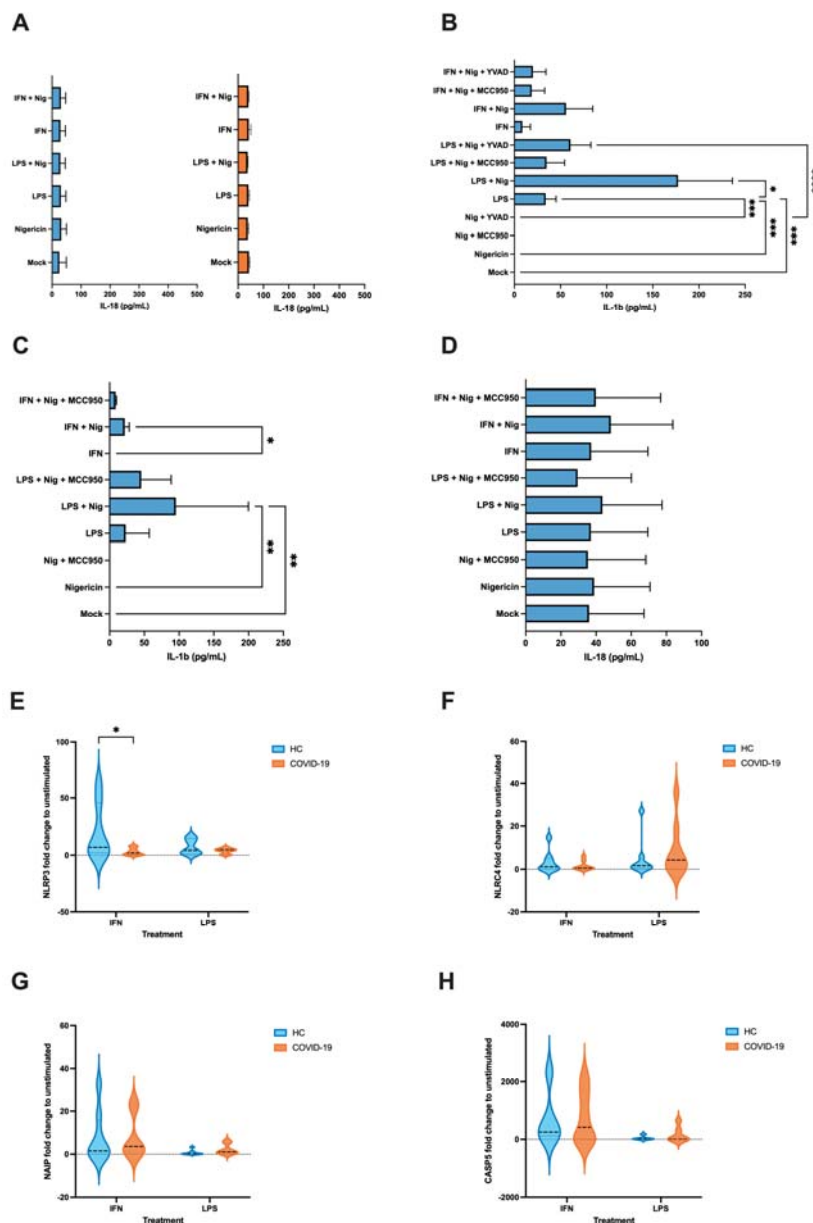 A
IFN + Nig
IFN
LPS + Nig
LPS
Nigericin
Mock
0 100 200 300 400 500
IL-18 (pg/mL)
IFN + Nig
IFN
LPS + Nig
LPS
Nigericin
Mock
0 100 200 300 400 500
IL-18 (pg/mL)
B
IFN + Nig + YVAD
IFN + Nig + MCC950
IFN + Nig
IFN
LPS + Nig + YVAD
LPS + Nig + MCC950
LPS + Nig
LPS
Nig + YVAD
Nig + MCC950
Nigericin
Mock
*
***
***
***
0 50 100 150 200 250
IL-1b (pg/mL)
C
IFN + Nig + MCC950
IFN + Nig
IFN
LPS + Nig + MCC950
LPS + Nig
LPS
Nig + MCC950
Nigericin
Mock
*
**
**
0 50 100 150 200 250
IL-1b (pg/mL)
D
IFN + Nig + MCC950
IFN + Nig
IFN
LPS + Nig + MCC950
LPS + Nig
LPS
Nig + MCC950
Nigericin
Mock
0 20 40 60 80 100
IL-18 (pg/mL)
E
NLRP3 fold change to unstimulated
100
50
0
-50
*
IFN LPS
Treatment
HC
COVID-19
F
NLRC4 fold change to unstimulated
60
40
20
0
-20
IFN LPS
Treatment
HC
COVID-19
G
NAIP fold change to unstimulated
60
40
20
0
-20
IFN LPS
Treatment
HC
COVID-19
H
CASP5 fold change to unstimulated
4000
2000
0
-2000
IFN LPS
Treatment
HC
COVID-19